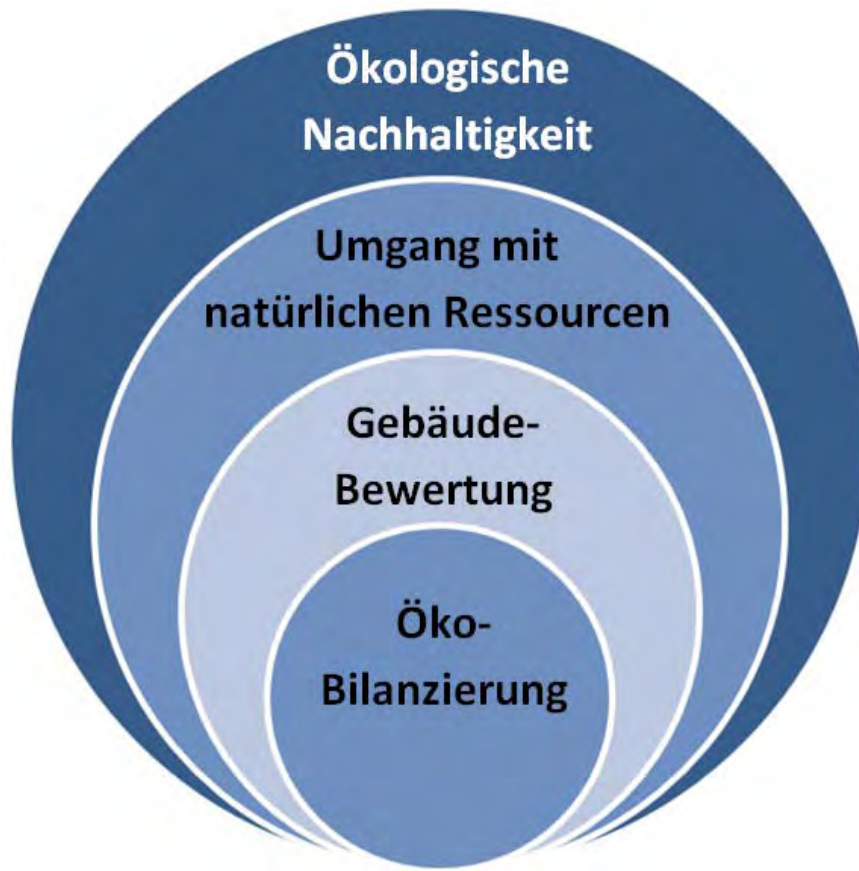 Ökologische
Nachhaltigkeit
Umgang mit
natürlichen Ressourcen
Gebäude-
Bewertung
Öko-
Bilanzierung